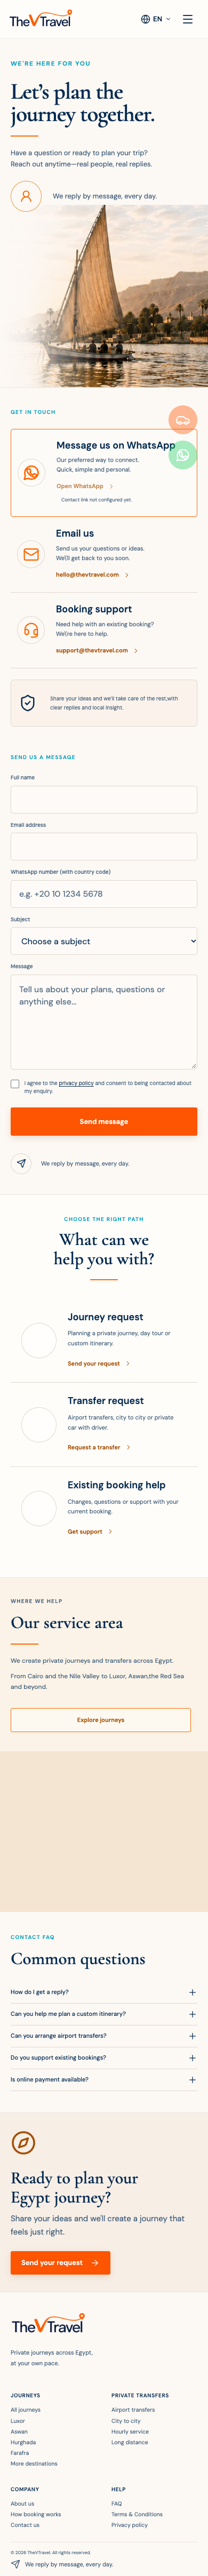 TheVTravel
EN
WE'RE HERE FOR YOU
Let's plan the
journey together.
Have a question or ready to plan your trip?
Reach out anytime—real people, real replies.
We reply by message, every day.
GET IN TOUCH
Message us on WhatsApp
Our preferred way to connect.
Quick, simple and personal.
Open WhatsApp
Contact link not configured yet.
Email us
Send us your questions or ideas.
We'll get back to you soon.
hello@thevtravel.com
Booking support
Need help with an existing booking?
We're here to help.
support@thevtravel.com
Share your ideas and we'll take care of the rest,with
clear replies and local insight.
SEND US A MESSAGE
Full name
Email address
WhatsApp number (with country code)
e.g. +20 10 1234 5678
Subject
Choose a subject
Message
Tell us about your plans, questions or
anything else...
I agree to the privacy policy and consent to being contacted about
my enquiry.
Send message
We reply by message, every day.
CHOOSE THE RIGHT PATH
What can we
help you with?
Journey request
Planning a private journey, day tour or
custom itinerary.
Send your request
Transfer request
Airport transfers, city to city or private
car with driver.
Request a transfer
Existing booking help
Changes, questions or support with your
current booking.
Get support
WHERE WE HELP
Our service area
We create private journeys and transfers across Egypt.
From Cairo and the Nile Valley to Luxor, Aswan,the Red Sea
and beyond.
Explore journeys
CONTACT FAQ
Common questions
How do I get a reply?
Can you help me plan a custom itinerary?
Can you arrange airport transfers?
Do you support existing bookings?
Is online payment available?
Ready to plan your
Egypt journey?
Share your ideas and we'll create a journey that
feels just right.
Send your request
TheVTravel
Private journeys across Egypt,
at your own pace.
JOURNEYS
All journeys
Luxor
Aswan
Hurghada
Farafra
More destinations
PRIVATE TRANSFERS
Airport transfers
City to city
Hourly service
Long distance
COMPANY
About us
How booking works
Contact us
HELP
FAQ
Terms & Conditions
Privacy policy
© 2026 TheVTravel. All rights reserved.
We reply by message, every day.